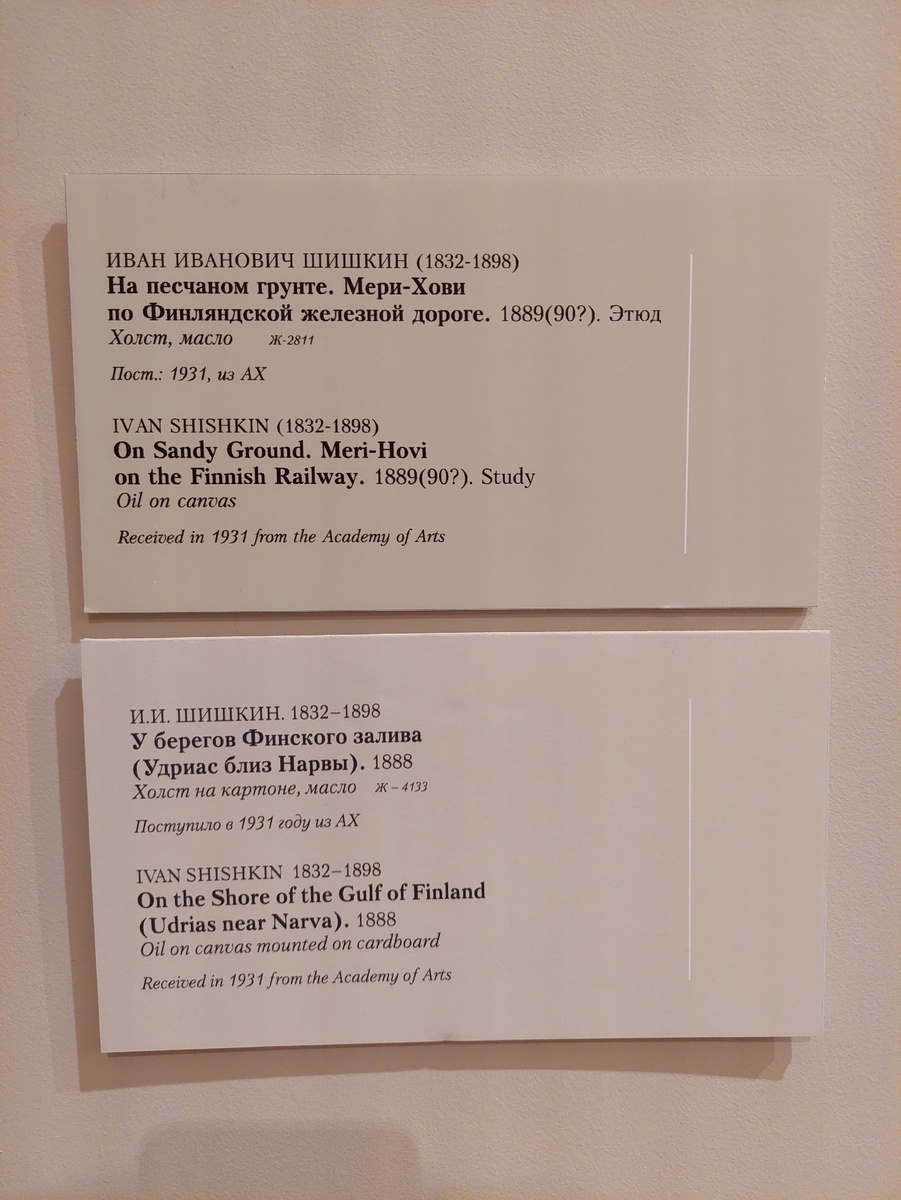 ИВАН ИВАНОВИЧ ШИШКИН (1832-1898)
На песчаном грунте. Мери-Хови
по Финляндской железной дороге. 1889(90?). Этюд
Холст, масло Ж-2811
Пост.: 1931, из АХ
IVAN SHISHKIN (1832-1898)
On Sandy Ground. Meri-Hovi
on the Finnish Railway. 1889(90?). Study
Oil on canvas
Received in 1931 from the Academy of Arts
И.И. ШИШКИН. 1832–1898
У берегов Финского залива
(Удриас близ Нарвы). 1888
Холст на картоне, масло Ж – 4133
Поступило в 1931 году из АХ
IVAN SHISHKIN 1832–1898
On the Shore of the Gulf of Finland
(Udrias near Narva). 1888
Oil on canvas mounted on cardboard
Received in 1931 from the Academy of Arts